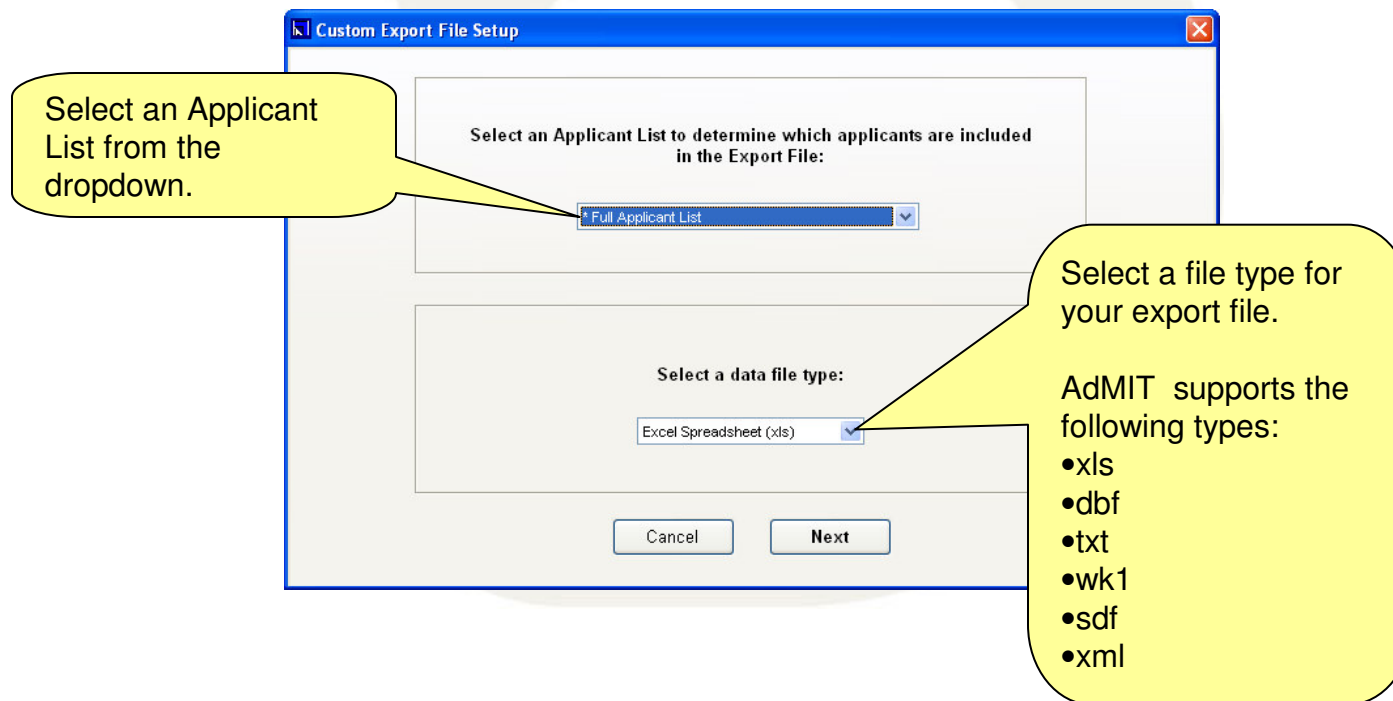 Custom Export File Setup
Select an Applicant
List from the
dropdown.
Select an Applicant List to determine which applicants are included
in the Export File:
* Full Applicant List
Select a file type for
your export file.
AdMIT  supports the
following types:
•xls
•dbf
•txt
•wk1
•sdf
•xml
Select a data file type:
Excel Spreadsheet (xls)
Cancel
Next